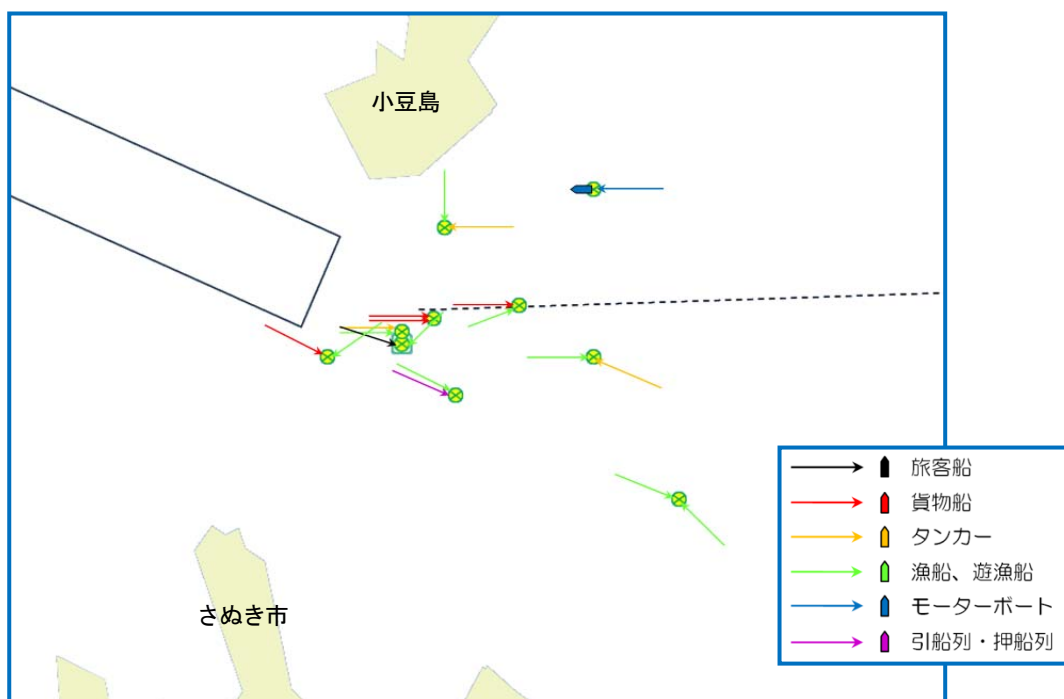 小豆島
さぬき市
旅客船
貨物船
タンカー
漁船、遊漁船
モーターボート
引船列・押船列